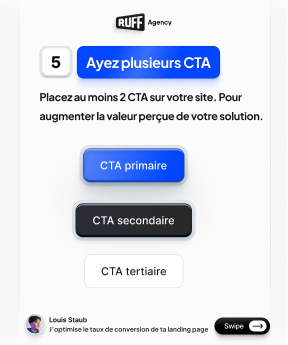 RUFF Agency
5 Ayez plusieurs CTA
Placez au moins 2 CTA sur votre site. Pour
augmenter la valeur perçue de votre solution.
CTA primaire
CTA secondaire
CTA tertiaire
Louis Staub
J'optimise le taux de conversion de ta landing page
Swipe